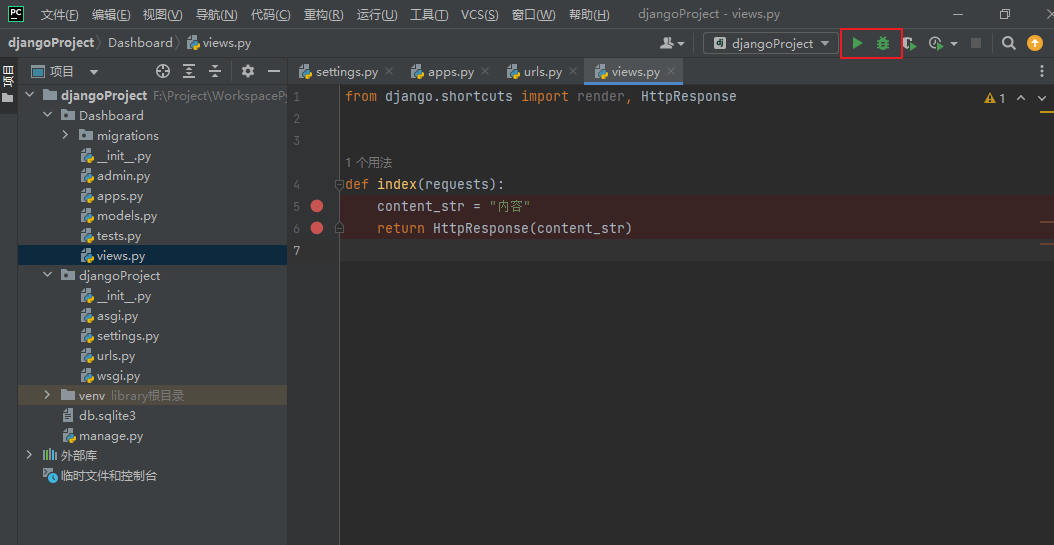 PC 文件(F) 编辑(E) 视图(V) 导航(N) 代码(C) 重构(R) 运行(U) 工具(T) VCS(S) 窗口(W) 帮助(H) djangoProject - views.py
djangoProject Dashboard views.py djangoProject
项目 项目 settings.py apps.py urls.py views.py
djangoProject F:\Project\WorkspacePy
Dashboard
migrations
__init__.py
admin.py
apps.py
models.py
tests.py
views.py
djangoProject
__init__.py
asgi.py
settings.py
urls.py
wsgi.py
venv library根目录
db.sqlite3
manage.py
外部库
临时文件和控制台
1 from django.shortcuts import render, HttpResponse 1
2
3
1 个用法
4 def index(requests):
5 content_str = "内容"
6 return HttpResponse(content_str)
7